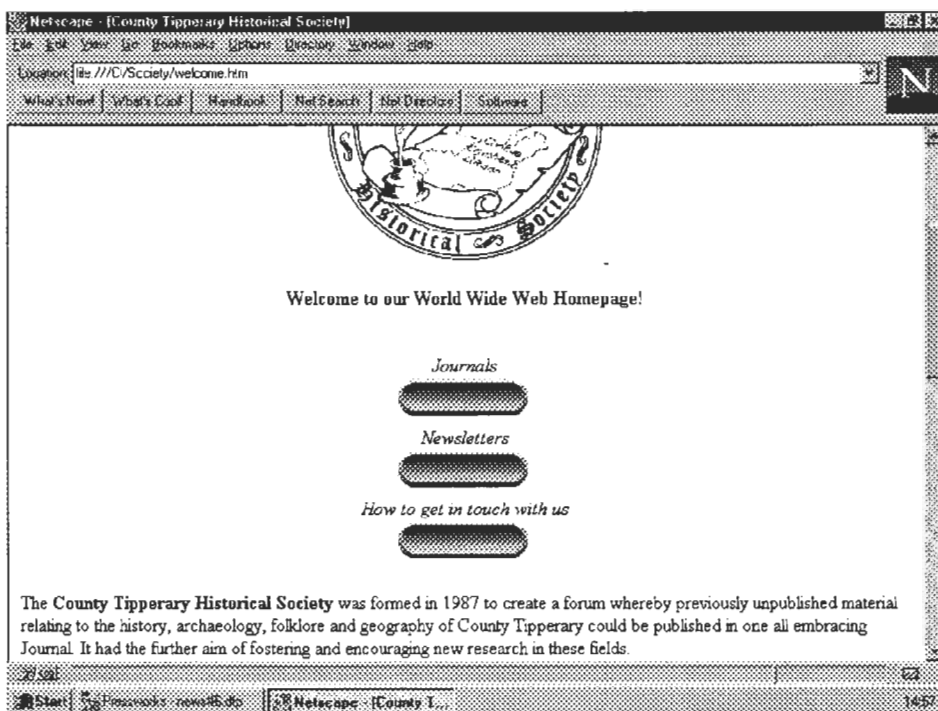 Netscape - [County Tipperary Historical Society]
File Edit View Go Bookmarks Options Directory Window Help
Location: file:///C/Society/welcome.htm
What's New! What's Cool! Handbook Net Search Net Directory Software
N
Historical Society
Welcome to our World Wide Web Homepage!
Journals
Newsletters
How to get in touch with us
The County Tipperary Historical Society was formed in 1987 to create a forum whereby previously unpublished material
relating to the history, archaeology, folklore and geography of County Tipperary could be published in one all embracing
Journal. It had the further aim of fostering and encouraging new research in these fields.
Start Netscape - [County T... 14:57